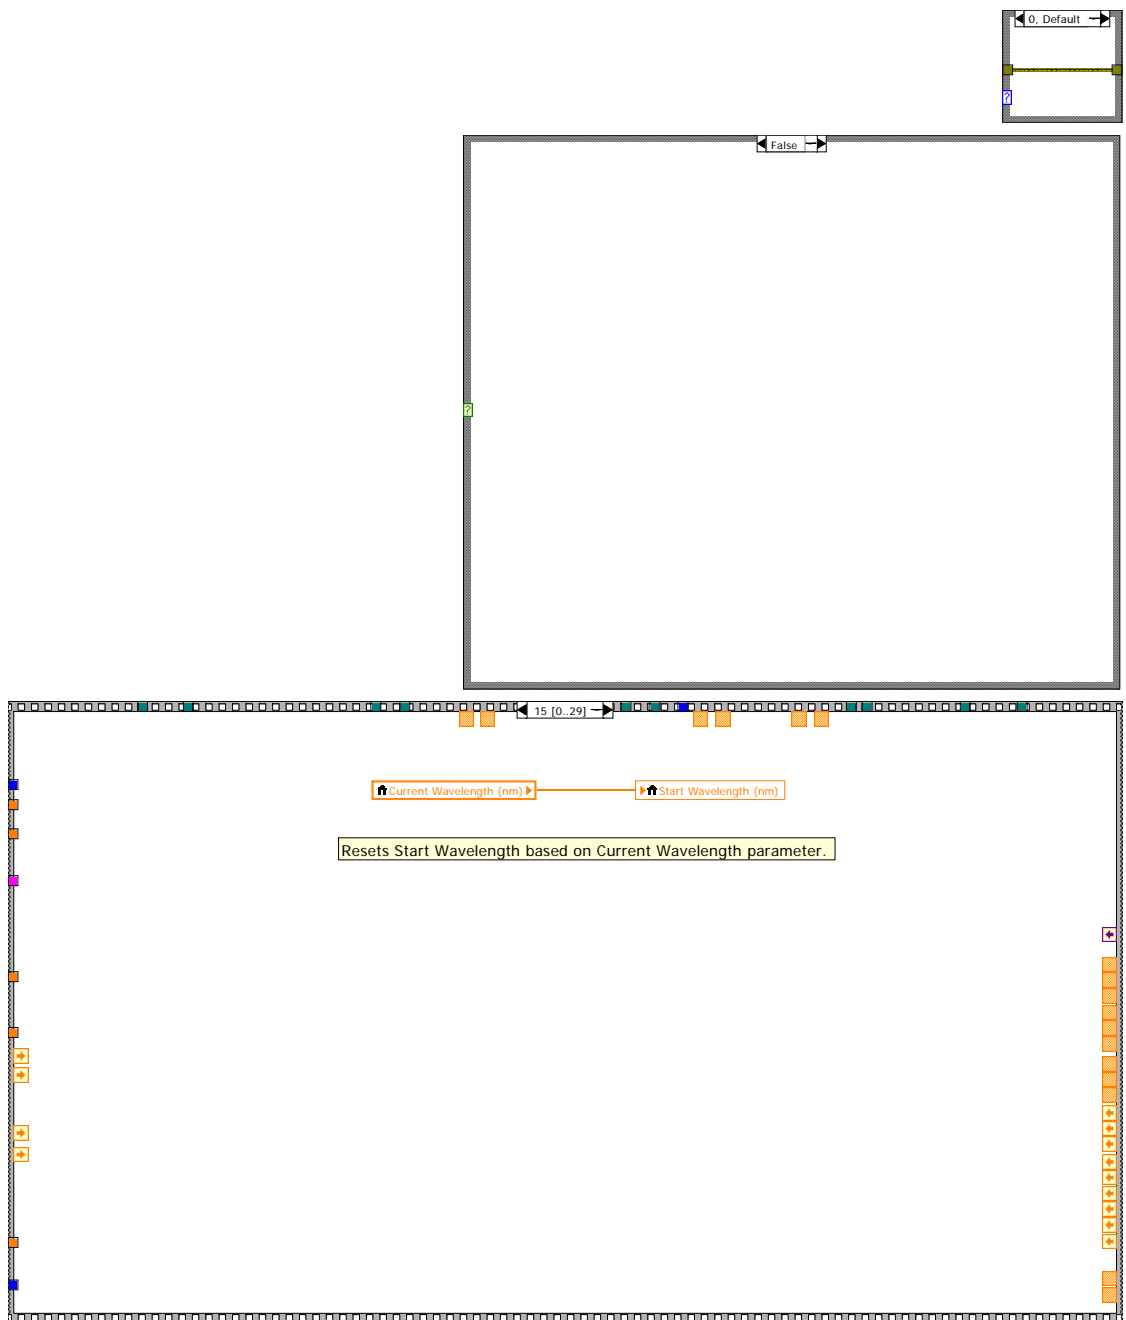 0, Default
?
False
?
15 [0..29]
Current Wavelength (nm)
Start Wavelength (nm)
Resets Start Wavelength based on Current Wavelength parameter.